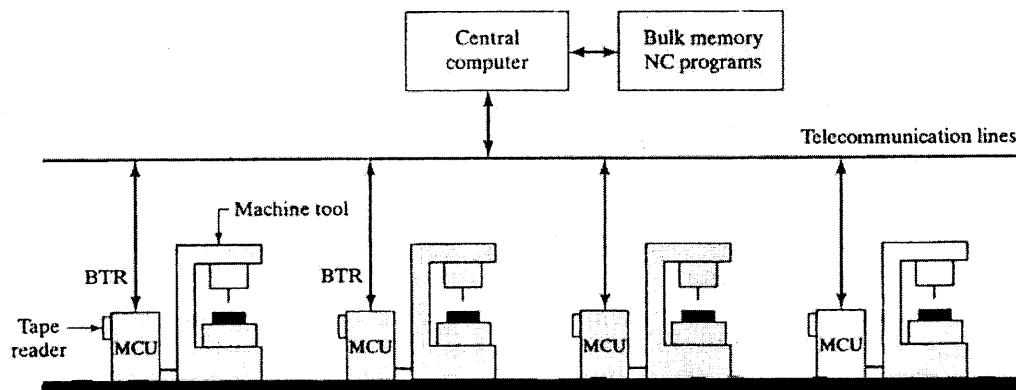 Central
computer
Bulk memory
NC programs
Telecommunication lines
Machine tool
BTR
BTR
Tape
reader
MCU
MCU
MCU
MCU